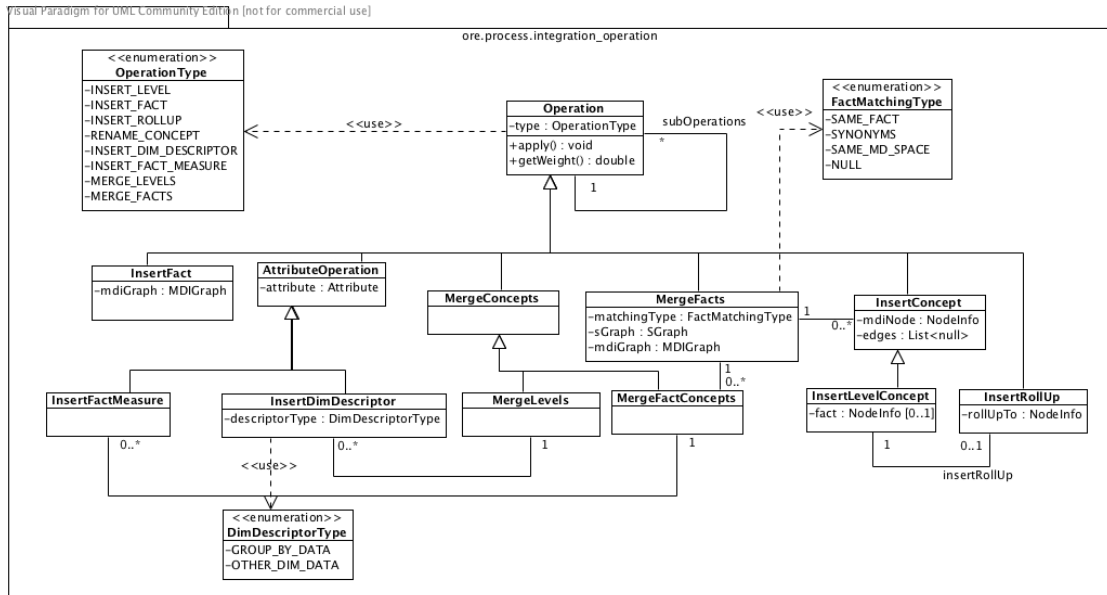 Visual Paradigm for UML Community Edition [not for commercial use]
ore.process.integration_operation
<<enumeration>>
OperationType
-INSERT_LEVEL
-INSERT_FACT
-INSERT_ROLLUP
-RENAME_CONCEPT
-INSERT_DIM_DESCRIPTOR
-INSERT_FACT_MEASURE
-MERGE_LEVELS
-MERGE_FACTS
<<use>>
Operation
-type : OperationType
+apply() : void
+getWeight() : double
subOperations
*
1
<<use>>
<<enumeration>>
FactMatchingType
-SAME_FACT
-SYNONYMS
-SAME_MD_SPACE
-NULL
InsertFact
-mdiGraph : MDIGraph
AttributeOperation
-attribute : Attribute
MergeConcepts
MergeFacts
-matchingType : FactMatchingType
-sGraph : SGraph
-mdiGraph : MDIGraph
1
0..*
InsertConcept
-mdiNode : NodeInfo
-edges : List<null>
1
0..*
InsertFactMeasure
0..*
InsertDimDescriptor
-descriptorType : DimDescriptorType
0..*
MergeLevels
1
MergeFactConcepts
1
InsertLevelConcept
-fact : NodeInfo [0..1]
1
InsertRollUp
-rollUpTo : NodeInfo
0..1
insertRollUp
<<use>>
<<enumeration>>
DimDescriptorType
-GROUP_BY_DATA
-OTHER_DIM_DATA